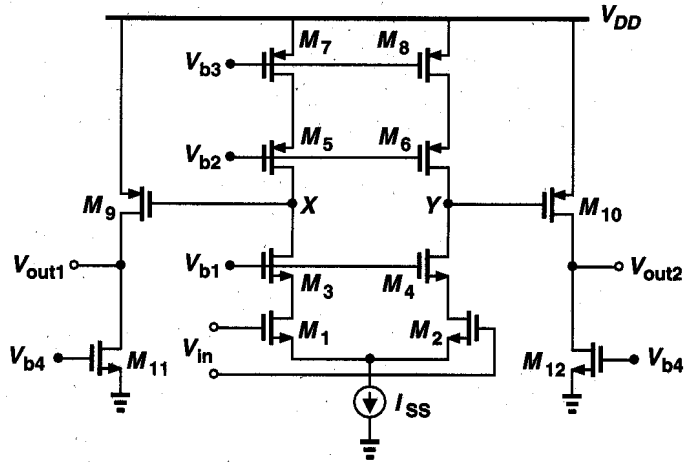 V_DD
M_7 M_8
V_b3
M_5 M_6
V_b2
M_9 X Y M_10
V_out1 V_b1 M_3 M_4 V_out2
V_in M_1 M_2
V_b4 M_11 M_12 V_b4
I_SS